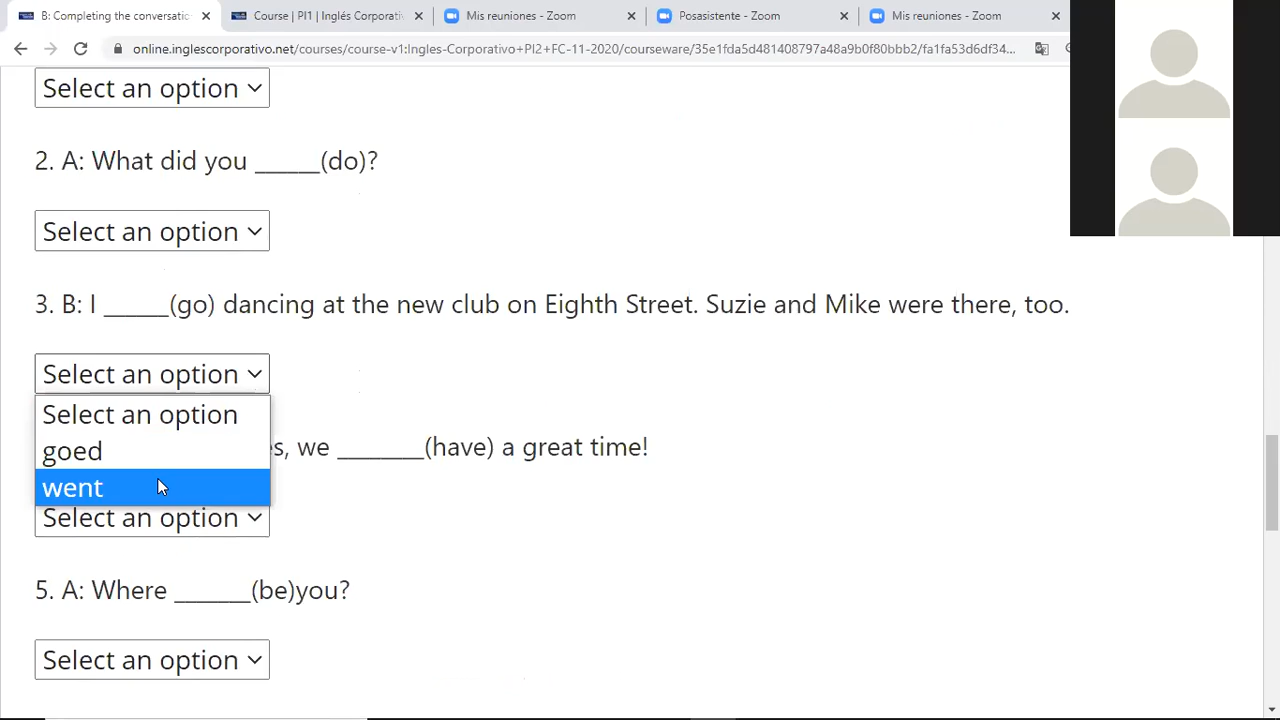 B: Completing the conversatio
Course | PI1 | Inglés Corporativ
Mis reuniones - Zoom
Posasistente - Zoom
Mis reuniones - Zoom
online.inglescorporativo.net/courses/course-v1:Ingles-Corporativo+PI2+FC-11-2020/courseware/35e1fda3d481408797a48a9b0f80bbb2/fa1fa53d6df34...
Select an option
2. A: What did you ______(do)?
Select an option
3. B: I ______(go) dancing at the new club on Eighth Street. Suzie and Mike were there, too.
Select an option
Select an option
goed
s, we ________(have) a great time!
went
Select an option
5. A: Where _______(be)you?
Select an option